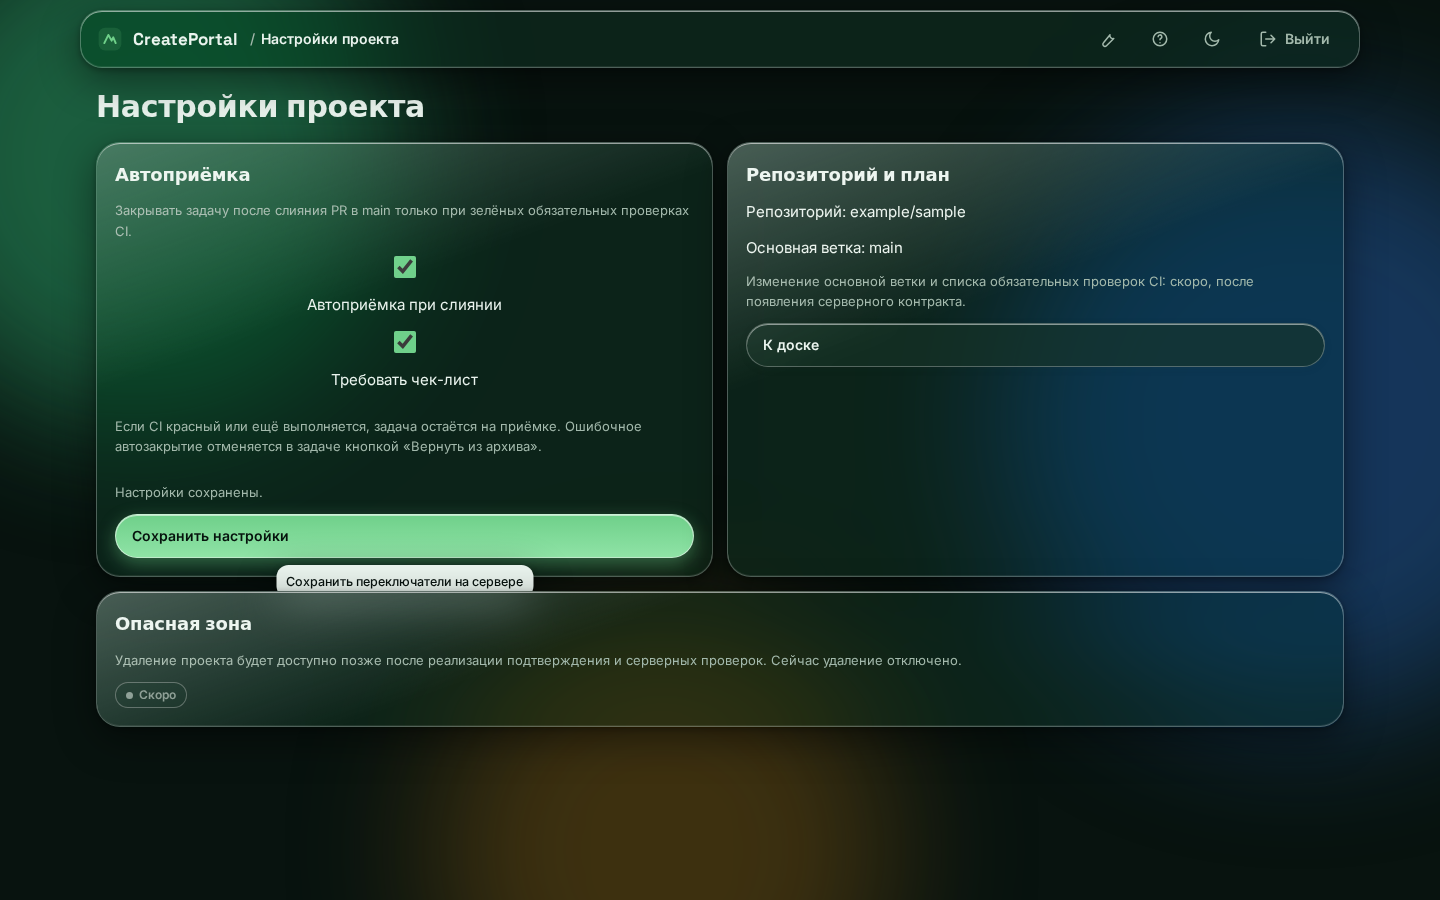 CreatePortal / Настройки проекта
Выйти
Настройки проекта
Автоприёмка
Закрывать задачу после слияния PR в main только при зелёных обязательных проверках
CI.
Автоприёмка при слиянии
Требовать чек-лист
Если CI красный или ещё выполняется, задача остаётся на приёмке. Ошибочное
автозакрытие отменяется в задаче кнопкой «Вернуть из архива».
Настройки сохранены.
Сохранить настройки
Сохранить переключатели на сервере
Репозиторий и план
Репозиторий: example/sample
Основная ветка: main
Изменение основной ветки и списка обязательных проверок CI: скоро, после
появления серверного контракта.
К доске
Опасная зона
Удаление проекта будет доступно позже после реализации подтверждения и серверных проверок. Сейчас удаление отключено.
Скоро